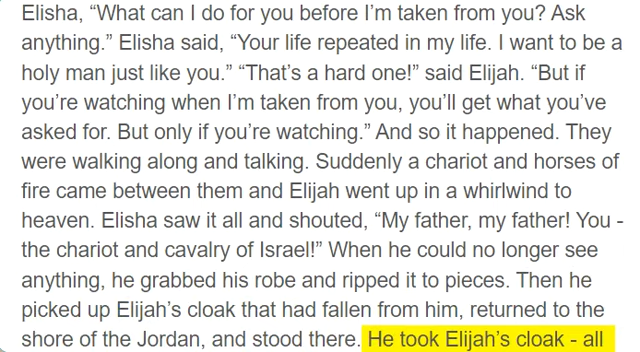 Elisha, “What can I do for you before I’m taken from you? Ask
anything.” Elisha said, “Your life repeated in my life. I want to be a
holy man just like you.” “That’s a hard one!” said Elijah. “But if
you’re watching when I’m taken from you, you’ll get what you’ve
asked for. But only if you’re watching.” And so it happened. They
were walking along and talking. Suddenly a chariot and horses of
fire came between them and Elijah went up in a whirlwind to
heaven. Elisha saw it all and shouted, “My father, my father! You -
the chariot and cavalry of Israel!” When he could no longer see
anything, he grabbed his robe and ripped it to pieces. Then he
picked up Elijah’s cloak that had fallen from him, returned to the
shore of the Jordan, and stood there. He took Elijah’s cloak - all